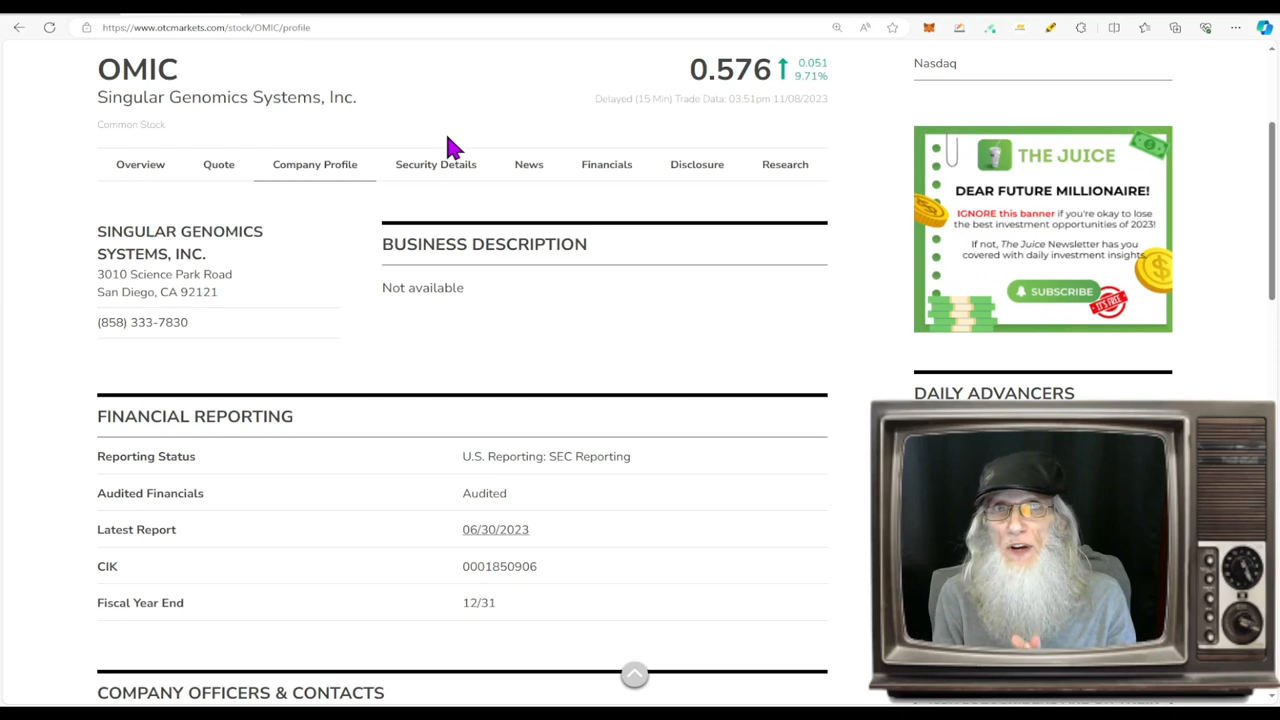 https://www.otcmarkets.com/stock/OMIC/profile
OMIC
0.576
0.051
9.71%
Singular Genomics Systems, Inc.
Delayed (15 Min) Trade Data: 03:51pm 11/08/2023
Common Stock
Overview
Quote
Company Profile
Security Details
News
Financials
Disclosure
Research
SINGULAR GENOMICS
SYSTEMS, INC.
3010 Science Park Road
San Diego, CA 92121
(858) 333-7830
BUSINESS DESCRIPTION
Not available
FINANCIAL REPORTING
Reporting Status
U.S. Reporting: SEC Reporting
Audited Financials
Audited
Latest Report
06/30/2023
CIK
0001850906
Fiscal Year End
12/31
COMPANY OFFICERS & CONTACTS
Nasdaq
THE JUICE
DEAR FUTURE MILLIONAIRE!
IGNORE this banner if you're okay to lose
the best investment opportunities of 2023!
If not, The Juice Newsletter has you
covered with daily investment insights.
SUBSCRIBE
IT'S FREE
DAILY ADVANCERS